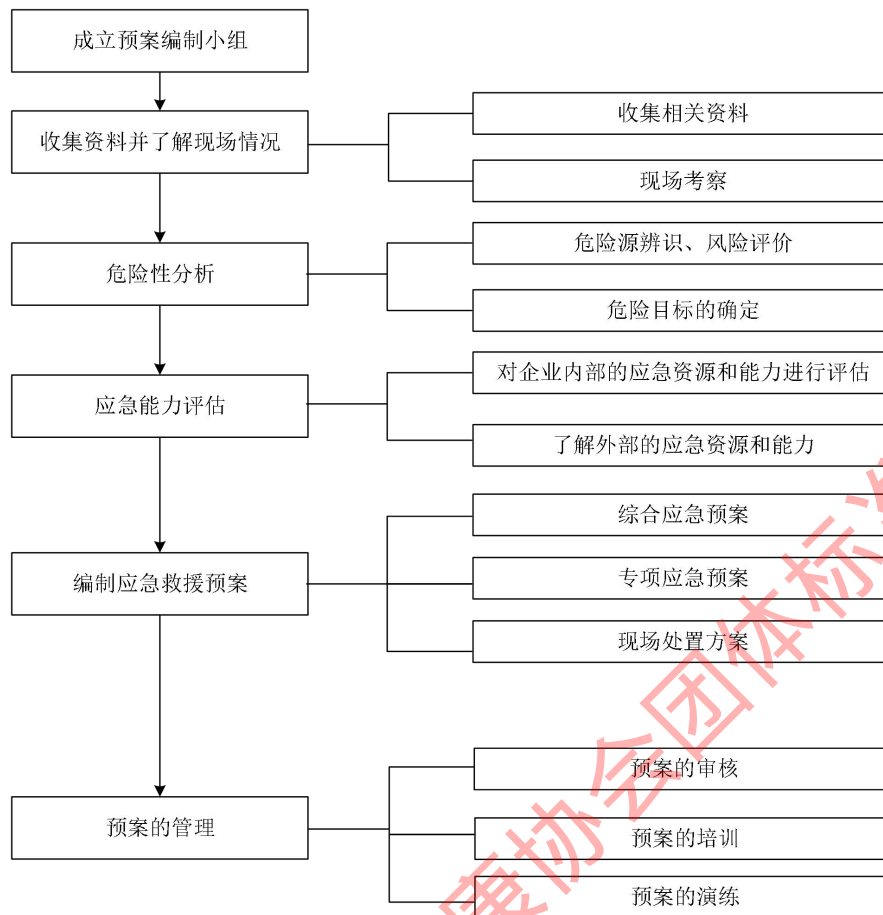 成立预案编制小组
收集资料并了解现场情况
收集相关资料
现场考察
危险性分析
危险源辨识、风险评价
危险目标的确定
应急能力评估
对企业内部的应急资源和能力进行评估
了解外部的应急资源和能力
编制应急救援预案
综合应急预案
专项应急预案
现场处置方案
预案的管理
预案的审核
预案的培训
预案的演练
康协会团体标准